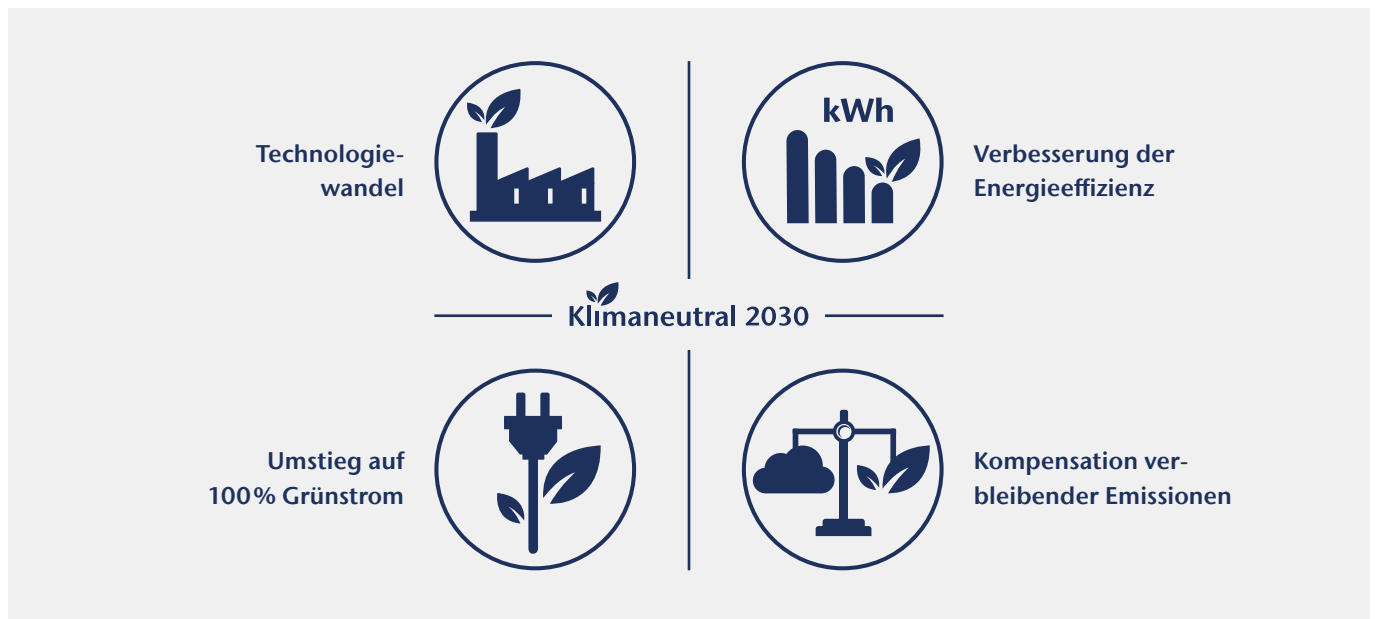 Technologie-
wandel
kWh
Verbesserung der
Energieeffizienz
Klimaneutral 2030
Umstieg auf
100% Grünstrom
Kompensation ver-
bleibender Emissionen